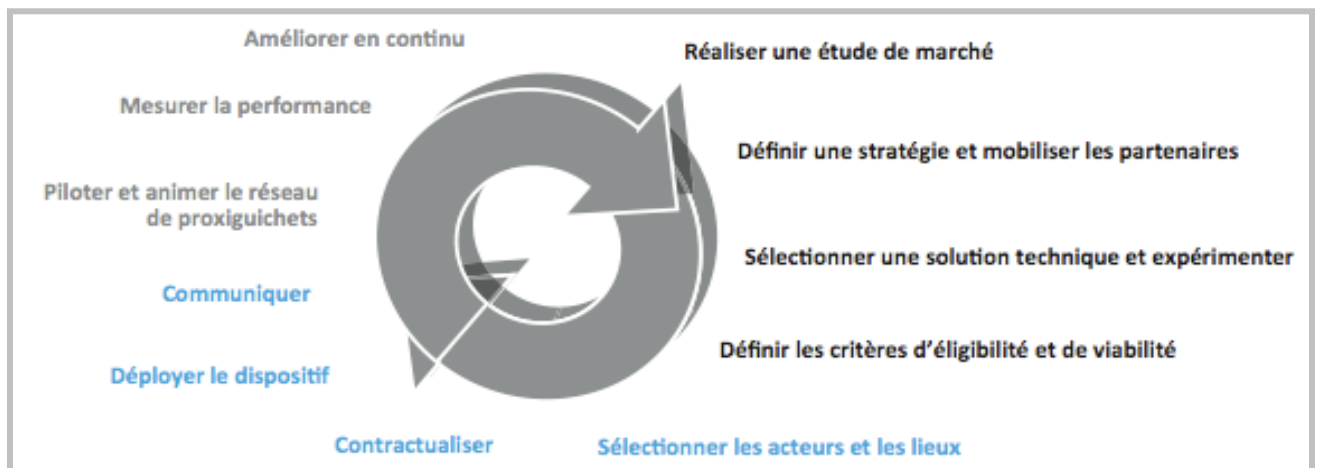 Améliorer en continu
Réaliser une étude de marché
Mesurer la performance
Définir une stratégie et mobiliser les partenaires
Piloter et animer le réseau
de proxiguichets
Sélectionner une solution technique et expérimenter
Communiquer
Définir les critères d'éligibilité et de viabilité
Déployer le dispositif
Contractualiser
Sélectionner les acteurs et les lieux